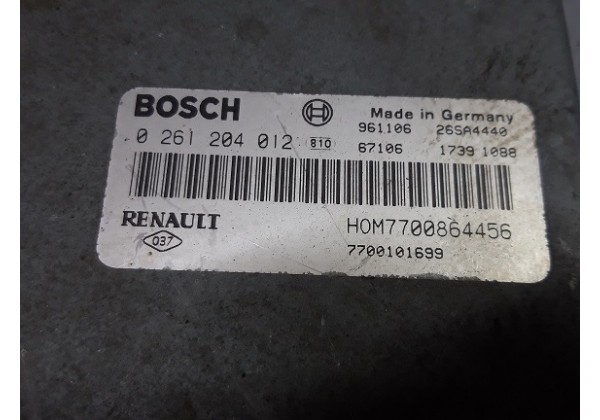 BOSCH Made in Germany
961106 26SA4440
0 261 204 012 810 67106 1739 1088
RENAULT HOM7700864456
037 7700101699